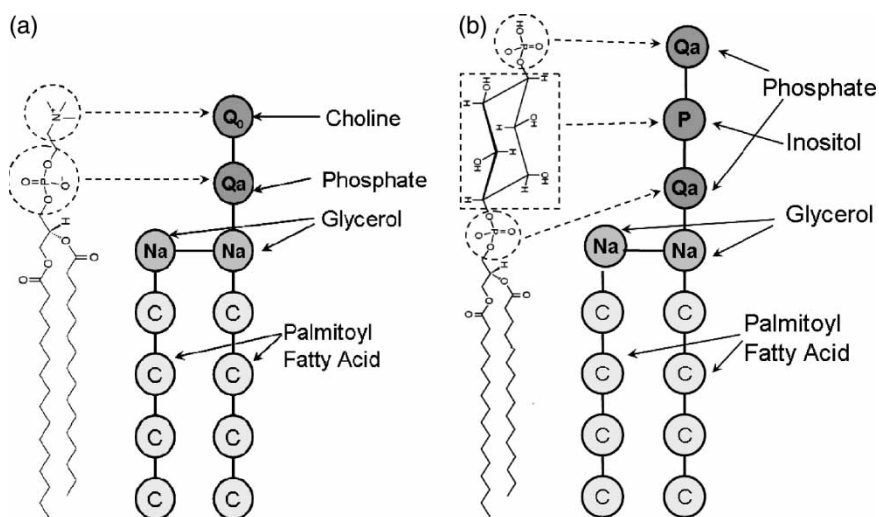 (a)
Q0
Choline
Qa
Phosphate
Glycerol
Na
Na
C
C
C
C
Palmitoyl
Fatty Acid
C
C
C
C
N+
O
O
P
O-
O
O
H
O
O
O
O
(b)
Qa
Phosphate
P
Inositol
Qa
Glycerol
Na
Na
C
C
C
C
Palmitoyl
Fatty Acid
C
C
C
C